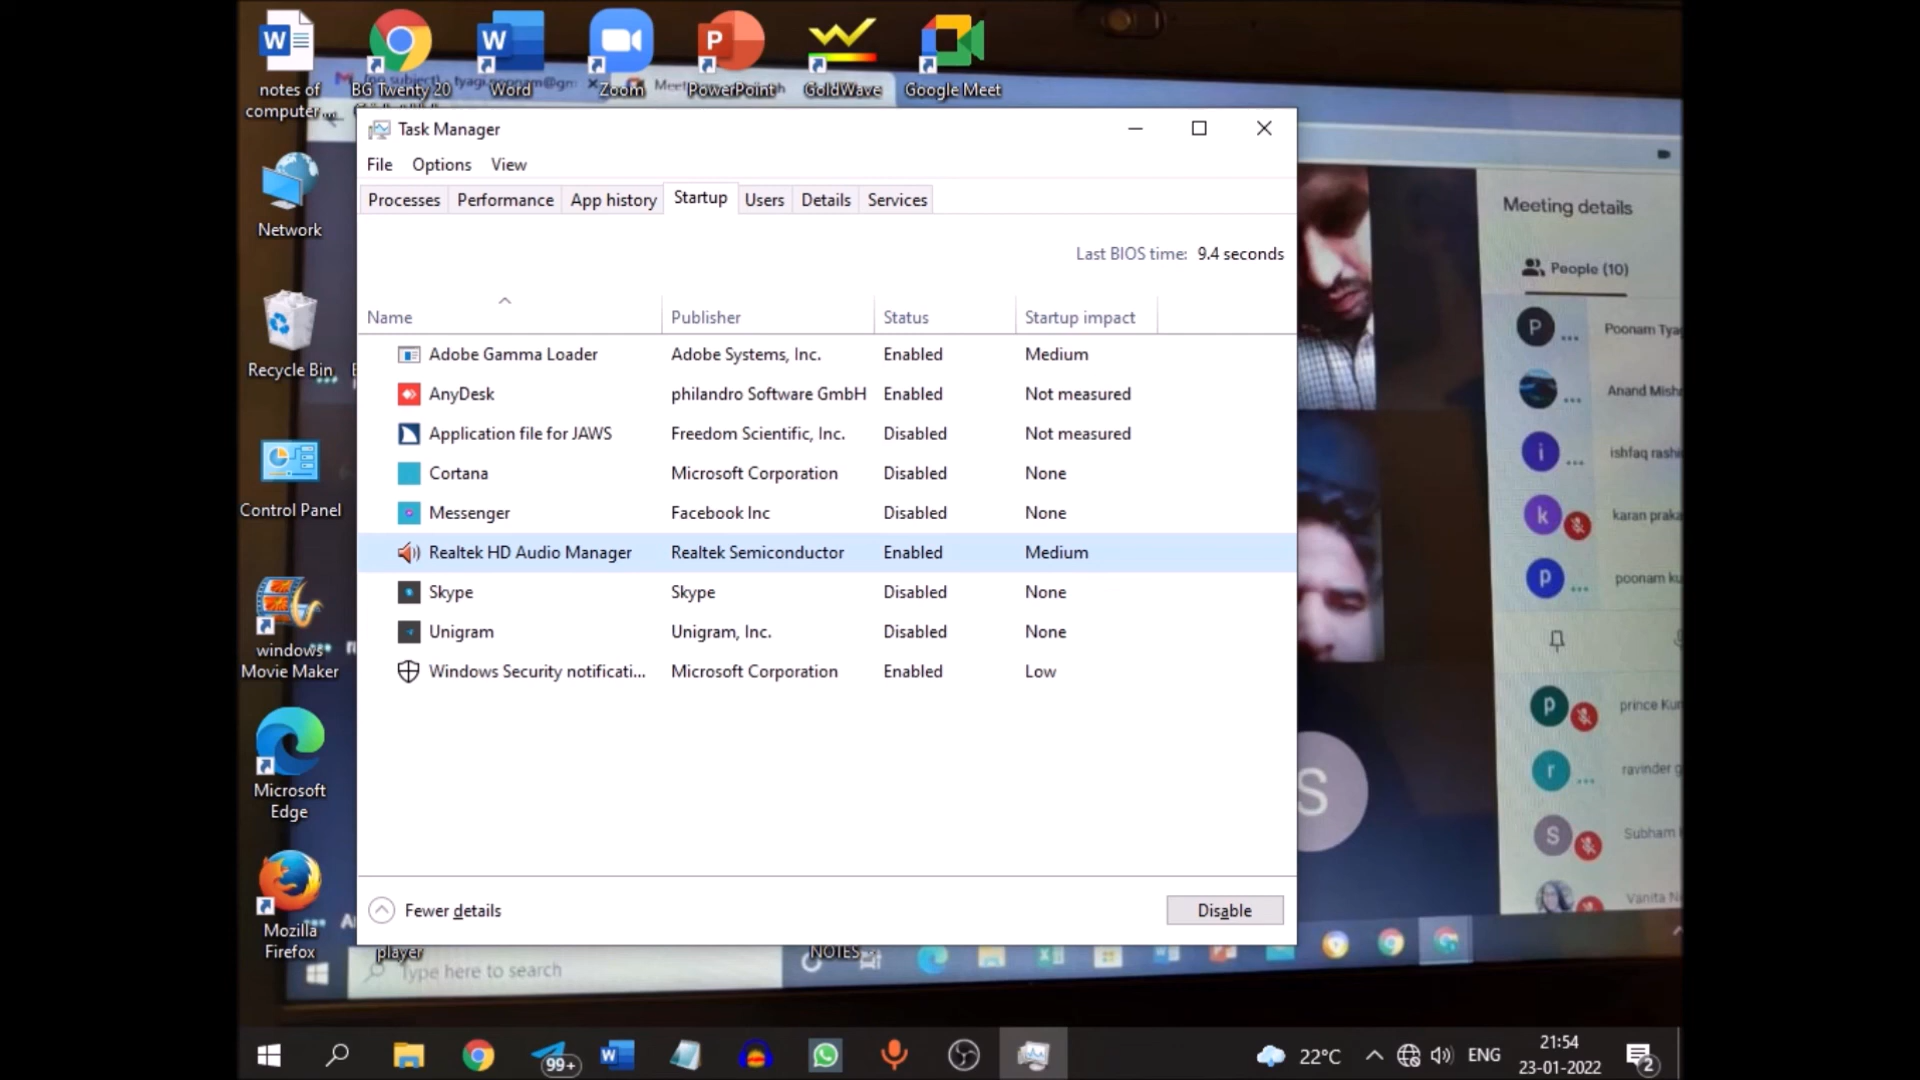 notes of
computer...
BG Twenty 20
Word
Zoom
PowerPoint
GoldWave
Google Meet
Network
Recycle Bin
Control Panel
windows
Movie Maker
Microsoft
Edge
Mozilla
Firefox
player
NOTES
Task Manager
File Options View
Processes Performance App history Startup Users Details Services
Last BIOS time: 9.4 seconds
Name Publisher Status Startup impact
Adobe Gamma Loader Adobe Systems, Inc. Enabled Medium
AnyDesk philandro Software GmbH Enabled Not measured
Application file for JAWS Freedom Scientific, Inc. Disabled Not measured
Cortana Microsoft Corporation Disabled None
Messenger Facebook Inc Disabled None
Realtek HD Audio Manager Realtek Semiconductor Enabled Medium
Skype Skype Disabled None
Unigram Unigram, Inc. Disabled None
Windows Security notificati... Microsoft Corporation Enabled Low
Fewer details
Disable
Meeting details
People (10)
P Poonam Tya
Anand Mish
i ishfaq rashi
k karan praka
p poonam ku
p prince Kun
r ravinder g
S Subham
Vanita N
S
Type here to search
99+
22°C
ENG
21:54
23-01-2022
2